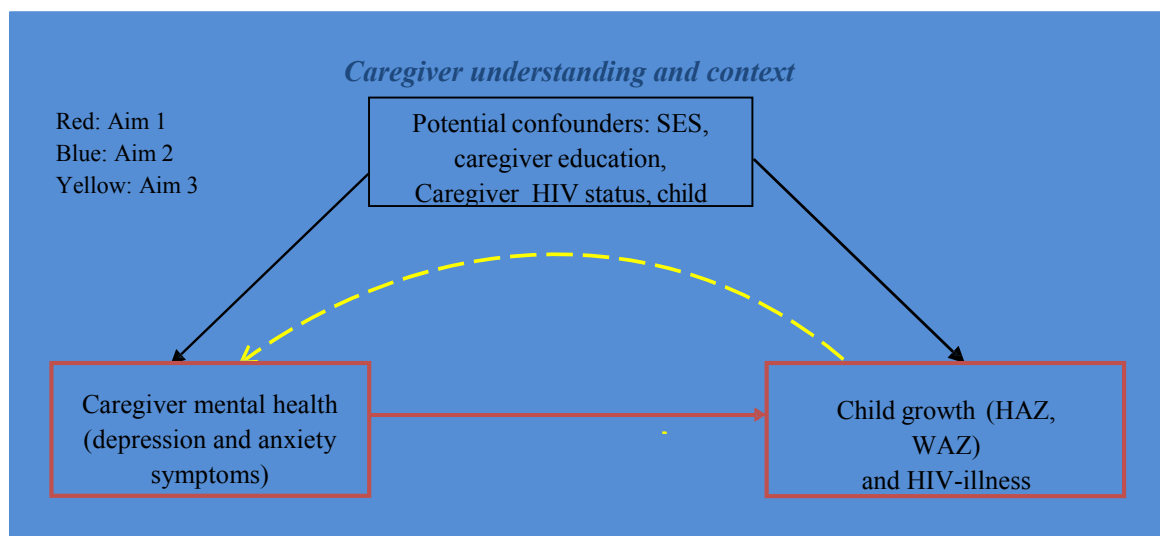 Caregiver understanding and context
Red: Aim 1
Blue: Aim 2
Yellow: Aim 3
Potential confounders: SES,
caregiver education,
Caregiver HIV status, child
Caregiver mental health
(depression and anxiety
symptoms)
Child growth (HAZ,
WAZ)
and HIV-illness